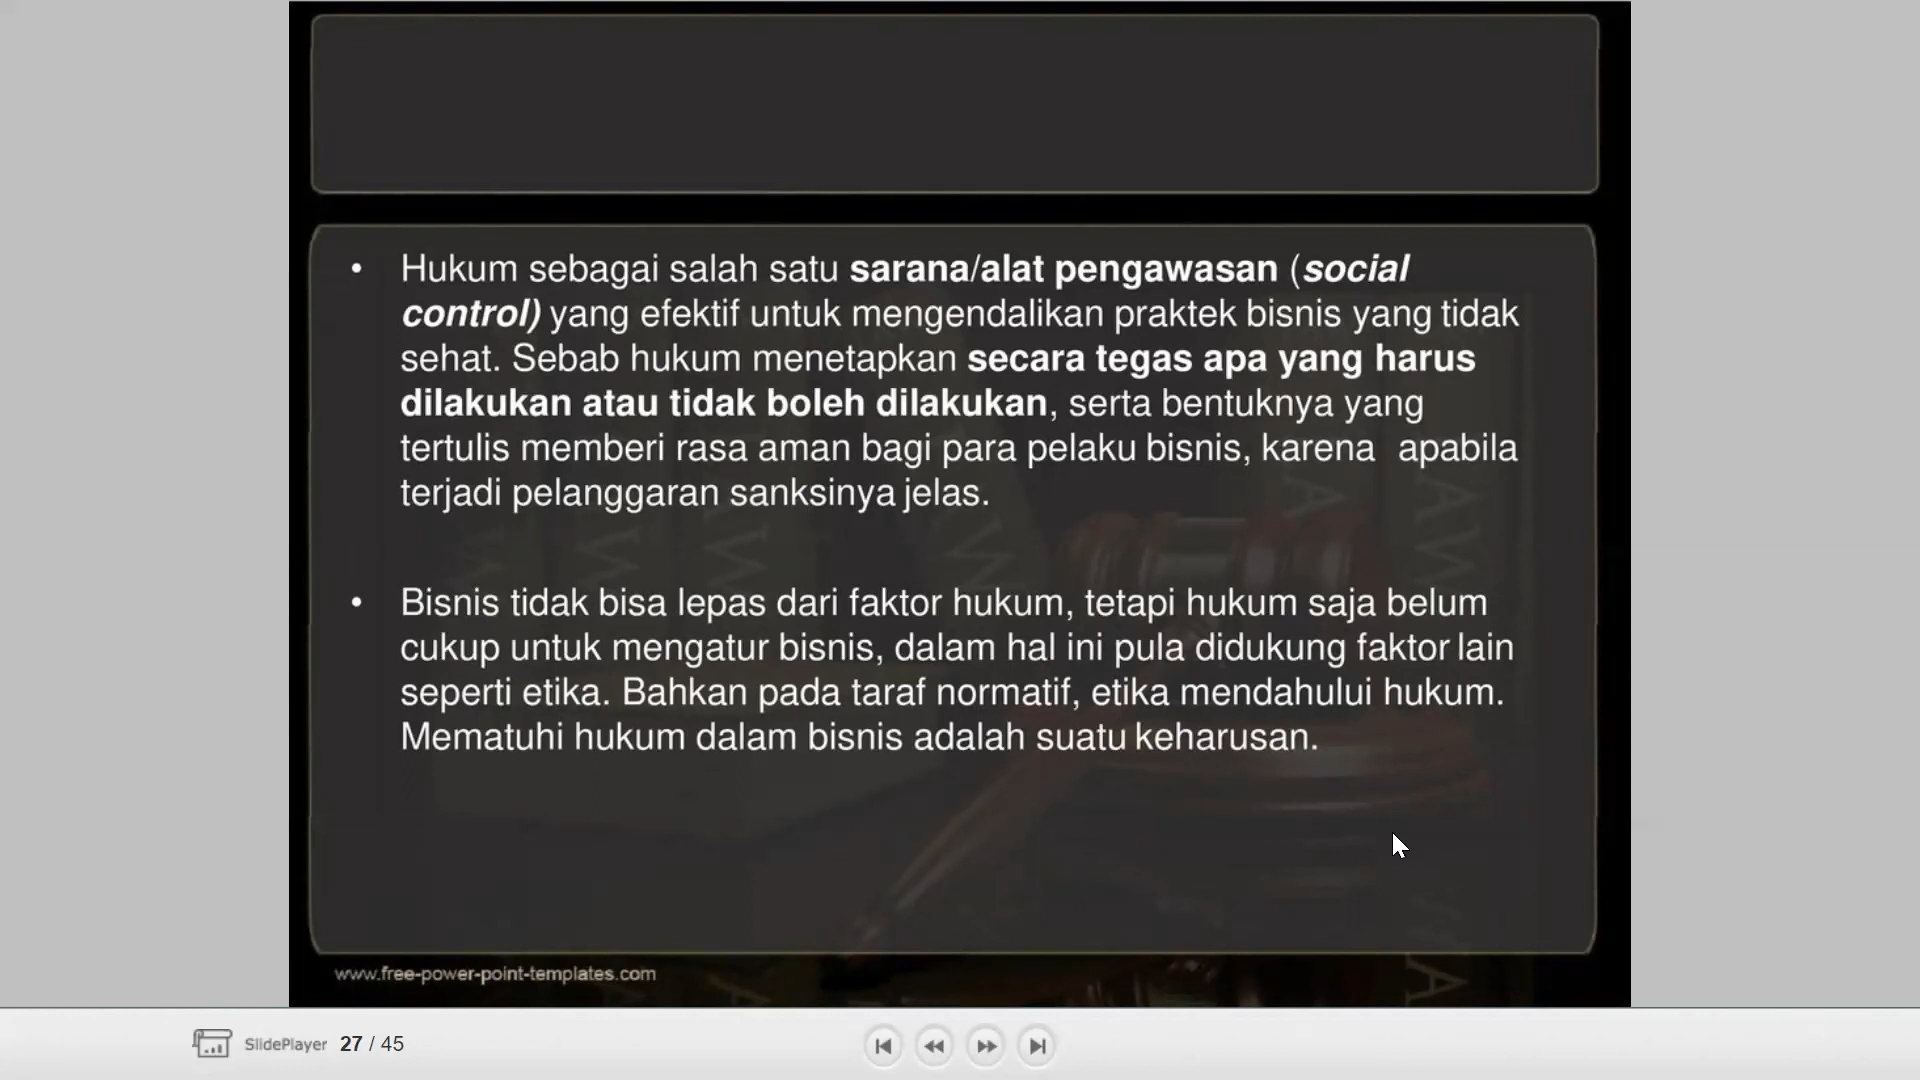 • Hukum sebagai salah satu sarana/alat pengawasan (social
control) yang efektif untuk mengendalikan praktek bisnis yang tidak
sehat. Sebab hukum menetapkan secara tegas apa yang harus
dilakukan atau tidak boleh dilakukan, serta bentuknya yang
tertulis memberi rasa aman bagi para pelaku bisnis, karena apabila
terjadi pelanggaran sanksinya jelas.
• Bisnis tidak bisa lepas dari faktor hukum, tetapi hukum saja belum
cukup untuk mengatur bisnis, dalam hal ini pula didukung faktor lain
seperti etika. Bahkan pada taraf normatif, etika mendahului hukum.
Mematuhi hukum dalam bisnis adalah suatu keharusan.
www.free-power-point-templates.com
SlidePlayer 27 / 45